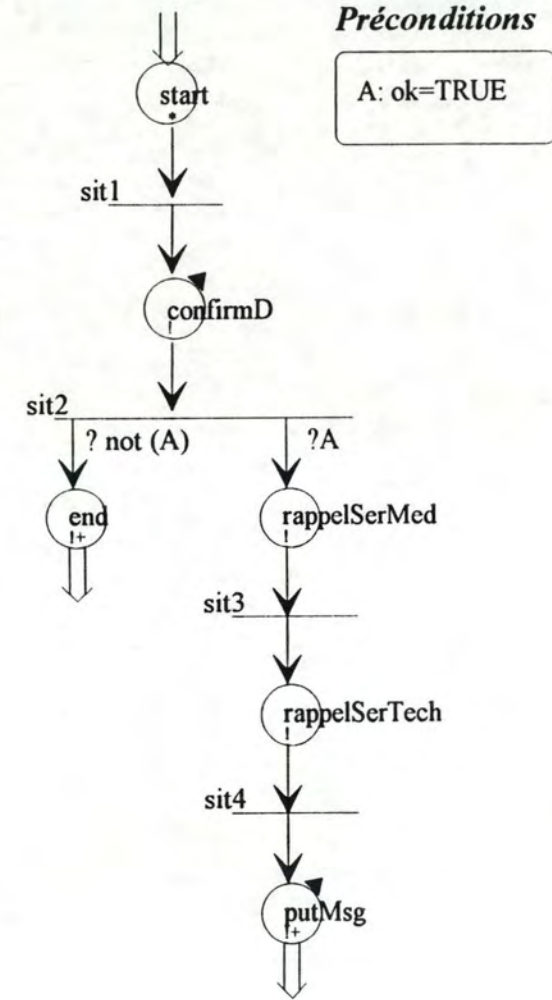 Préconditions
A: ok=TRUE
start
*
sit1
confirmD
!
sit2
? not (A)
?A
end
!+
rappelSerMed
!
sit3
rappelSerTech
!
sit4
putMsg
!+